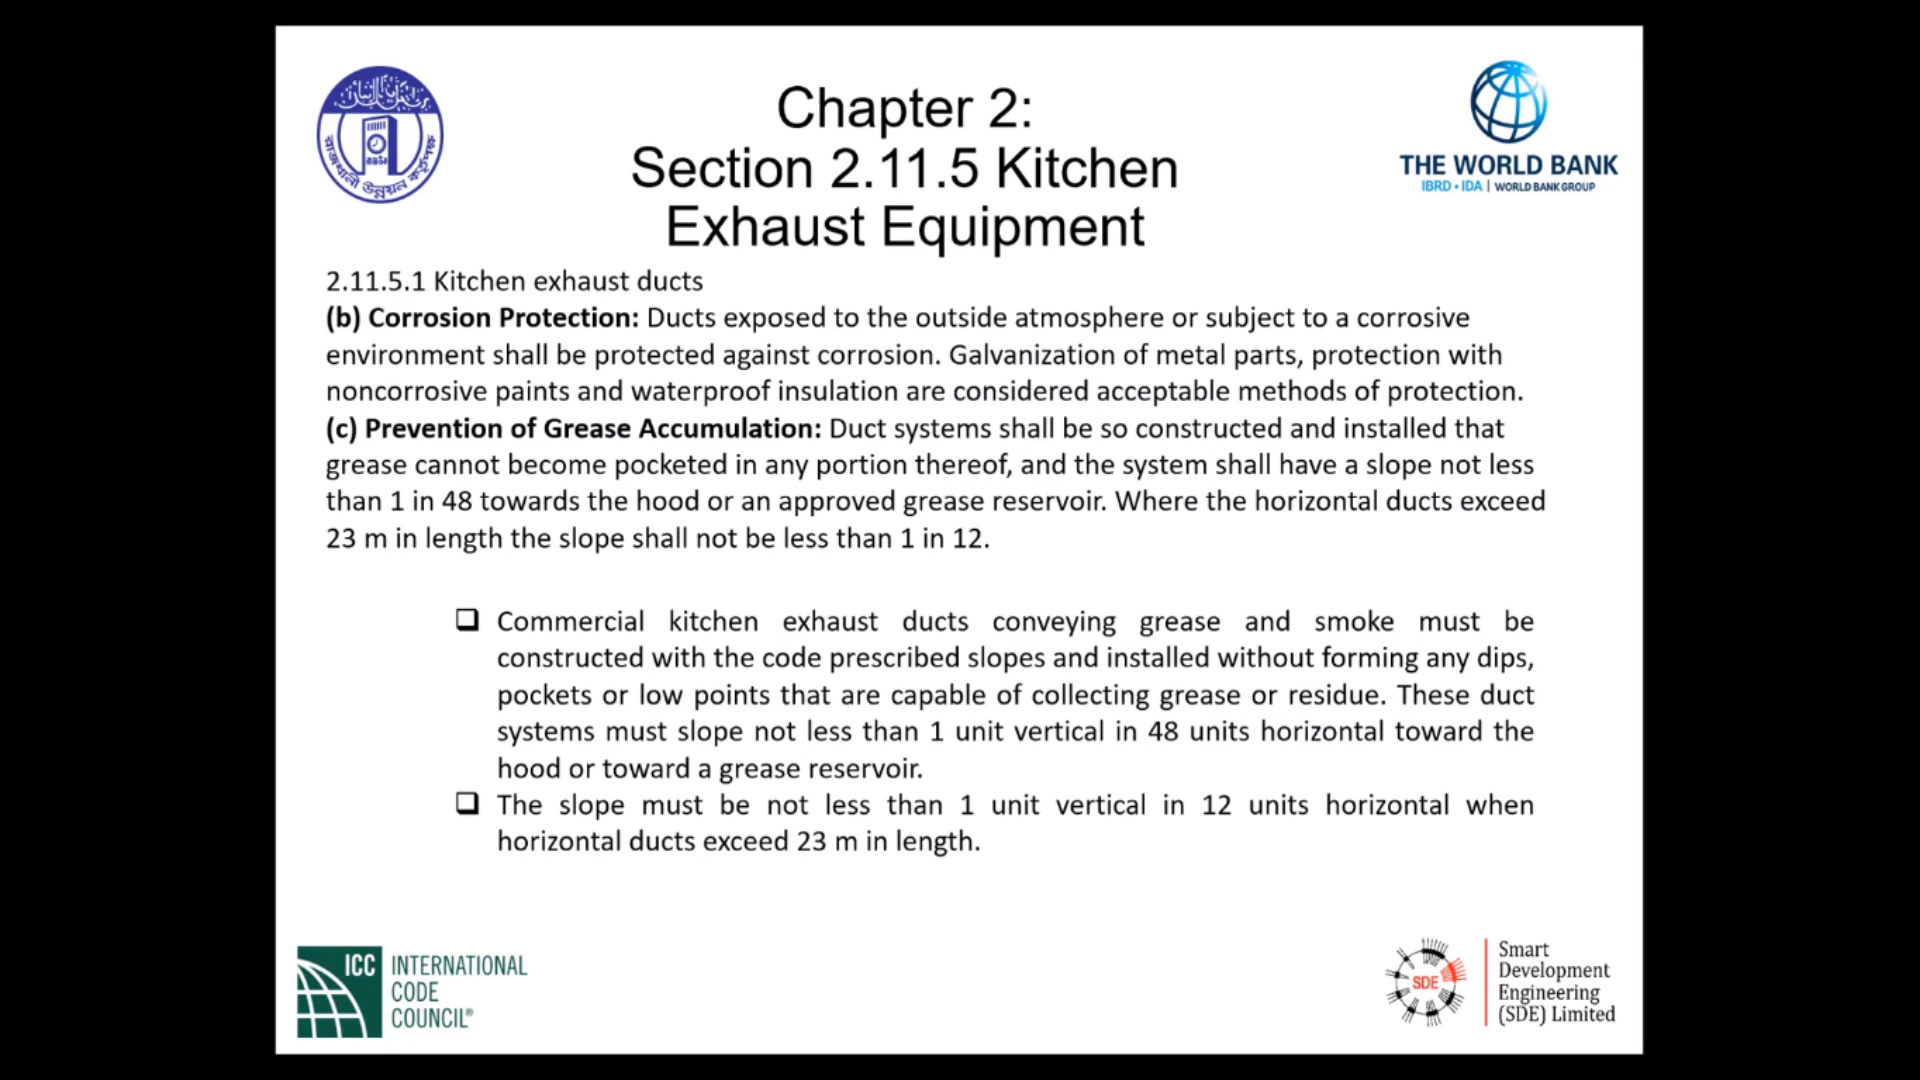 Chapter 2:
Section 2.11.5 Kitchen
Exhaust Equipment
রাজধানী উন্নয়ন কর্তৃপক্ষ
THE WORLD BANK
IBRD • IDA | WORLD BANK GROUP
2.11.5.1 Kitchen exhaust ducts
(b) Corrosion Protection: Ducts exposed to the outside atmosphere or subject to a corrosive
environment shall be protected against corrosion. Galvanization of metal parts, protection with
noncorrosive paints and waterproof insulation are considered acceptable methods of protection.
(c) Prevention of Grease Accumulation: Duct systems shall be so constructed and installed that
grease cannot become pocketed in any portion thereof, and the system shall have a slope not less
than 1 in 48 towards the hood or an approved grease reservoir. Where the horizontal ducts exceed
23 m in length the slope shall not be less than 1 in 12.
❑ Commercial kitchen exhaust ducts conveying grease and smoke must be
constructed with the code prescribed slopes and installed without forming any dips,
pockets or low points that are capable of collecting grease or residue. These duct
systems must slope not less than 1 unit vertical in 48 units horizontal toward the
hood or toward a grease reservoir.
❑ The slope must be not less than 1 unit vertical in 12 units horizontal when
horizontal ducts exceed 23 m in length.
ICC INTERNATIONAL
CODE
COUNCIL®
SDE
Smart
Development
Engineering
(SDE) Limited